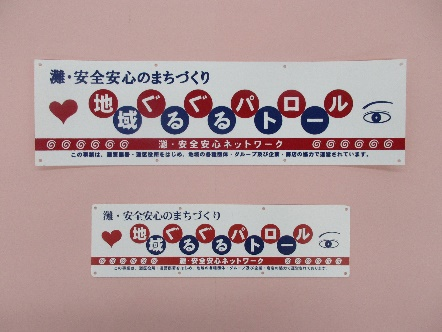 灘・安全安心のまちづくり
地域ぐるぐるパトロール
灘・安全安心ネットワーク
この事業は、灘警察署・灘区役所をはじめ、地域の各種団体・グループ及び企業・商店の協力で運営されています。
灘・安全安心のまちづくり
地域ぐるぐるパトロール
灘・安全安心ネットワーク